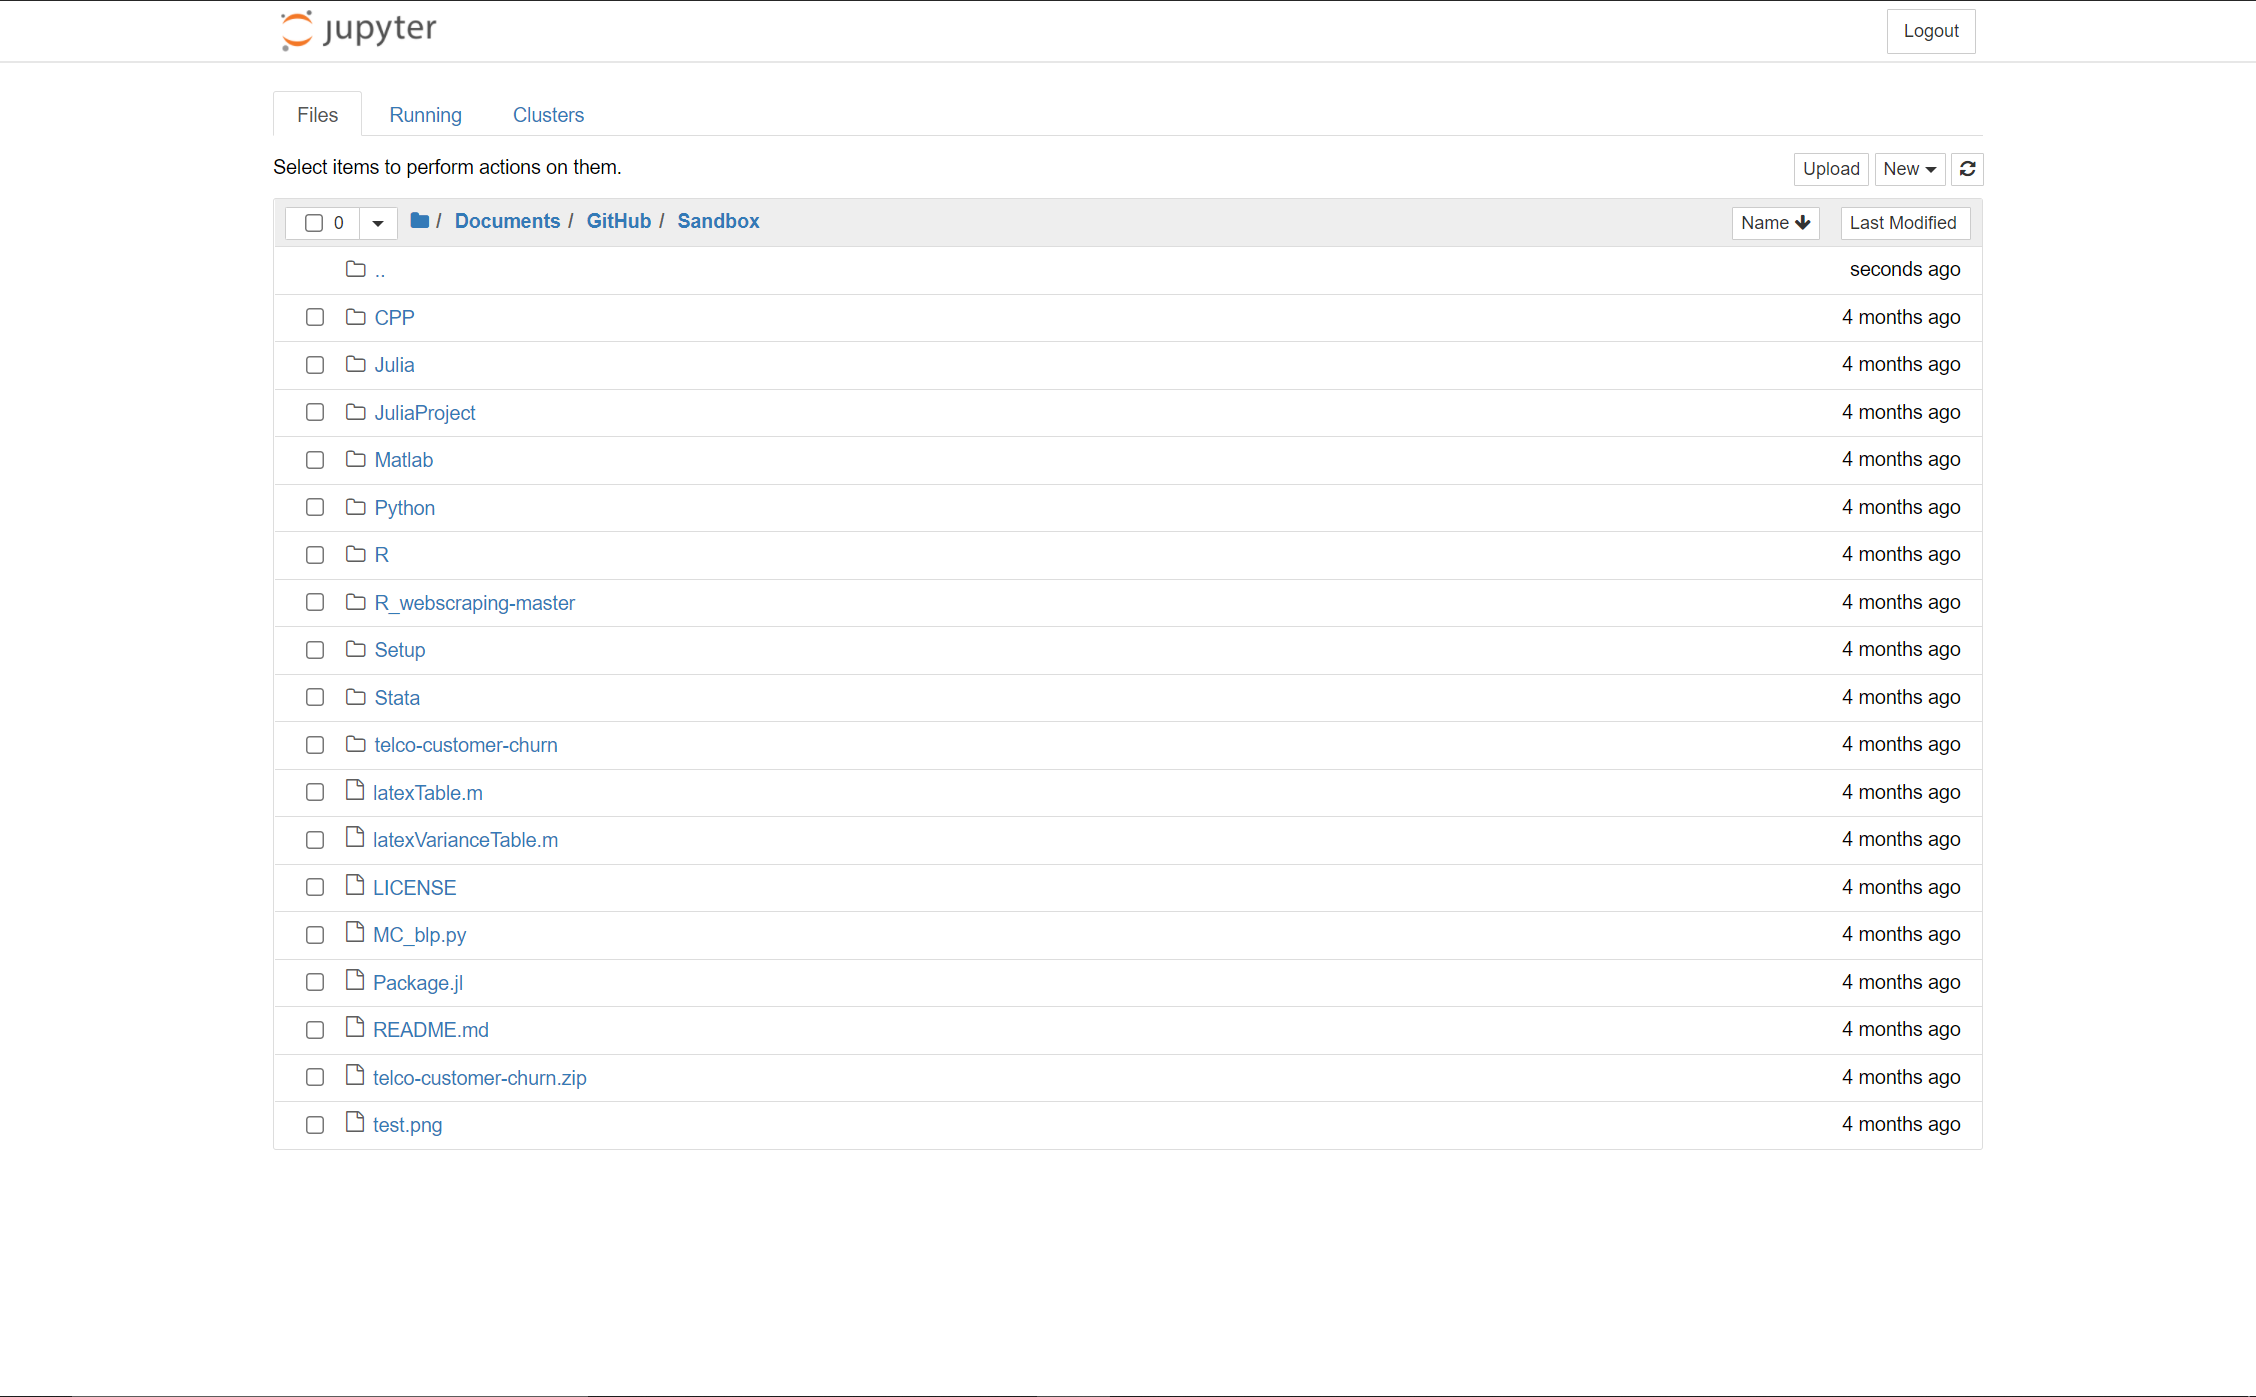 jupyter
Logout
Files Running Clusters
Select items to perform actions on them.
Upload New
0 / Documents / GitHub / Sandbox Name Last Modified
.. seconds ago
CPP 4 months ago
Julia 4 months ago
JuliaProject 4 months ago
Matlab 4 months ago
Python 4 months ago
R 4 months ago
R_webscraping-master 4 months ago
Setup 4 months ago
Stata 4 months ago
telco-customer-churn 4 months ago
latexTable.m 4 months ago
latexVarianceTable.m 4 months ago
LICENSE 4 months ago
MC_blp.py 4 months ago
Package.jl 4 months ago
README.md 4 months ago
telco-customer-churn.zip 4 months ago
test.png 4 months ago